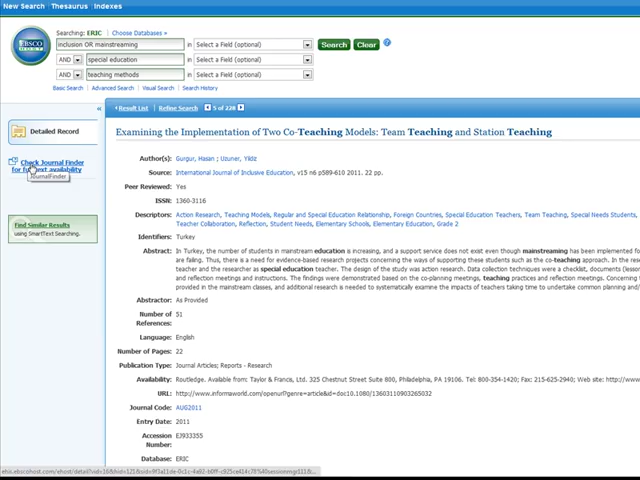 New Search Thesaurus Indexes
Searching: ERIC Choose Databases »
inclusion OR mainstreaming in Select a Field (optional) Search Clear
AND special education in Select a Field (optional)
AND teaching methods in Select a Field (optional)
Basic Search Advanced Search Visual Search Search History
EBSCO HOST
«
Result List Refine Search 5 of 228
Detailed Record
Check Journal Finder for full text availability
JournalFinder
Find Similar Results
using SmartText Searching.
Examining the Implementation of Two Co-Teaching Models: Team Teaching and Station Teaching
Author(s): Gurgur, Hasan ; Uzuner, Yildiz
Source: International Journal of Inclusive Education, v15 n6 p589-610 2011. 22 pp.
Peer Reviewed: Yes
ISSN: 1360-3116
Descriptors: Action Research, Teaching Models, Regular and Special Education Relationship, Foreign Countries, Special Education Teachers, Team Teaching, Special Needs Students,
Teacher Collaboration, Reflection, Student Needs, Elementary Schools, Elementary Education, Grade 2
Identifiers: Turkey
Abstract: In Turkey, the number of students in mainstream education is increasing, and a support service does not exist even though mainstreaming has been implemented fo
are failing. Thus, there is a need for evidence-based research projects concerning the ways of supporting these students such as the co-teaching approach. In the rese
teacher and the researcher as special education teacher. The design of the study was action research. Data collection techniques were a checklist, documents (lesson
and reflection meetings and instructions. The findings were demonstrated based on the co-planning meetings, teaching practices and reflection meetings. Concerning t
provided in the mainstream classes, and additional research is needed to systematically examine the impacts of teachers taking time to undertake common planning and/
Abstractor: As Provided
Number of References: 51
Language: English
Number of Pages: 22
Publication Type: Journal Articles; Reports - Research
Availability: Routledge. Available from: Taylor & Francis, Ltd. 325 Chestnut Street Suite 800, Philadelphia, PA 19106. Tel: 800-354-1420; Fax: 215-625-2940; Web site: http://www
URL: http://www.informaworld.com/openurl?genre=article&id=doi:10.1080/13603110903265032
Journal Code: AUG2011
Entry Date: 2011
Accession Number: EJ933355
Database: ERIC